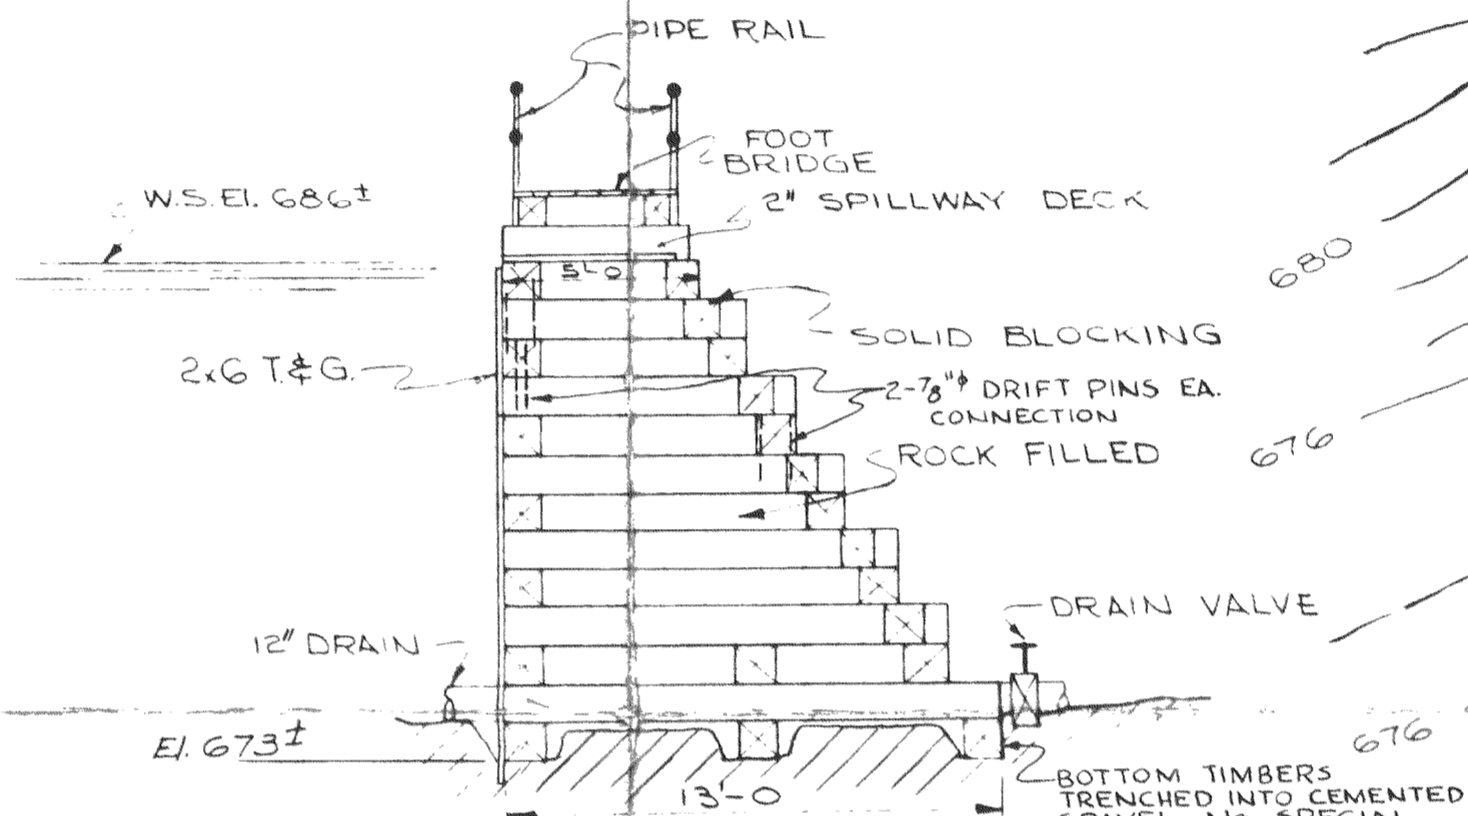 PIPE RAIL
FOOT
BRIDGE
W.S.El. 686±
2" SPILLWAY DECK
680
5'-0
SOLID BLOCKING
2x6 T.&G.
2-7/8"ϕ DRIFT PINS EA.
CONNECTION
676
ROCK FILLED
DRAIN VALVE
12" DRAIN
El. 673±
676
13'-0
BOTTOM TIMBERS
TRENCHED INTO CEMENTED